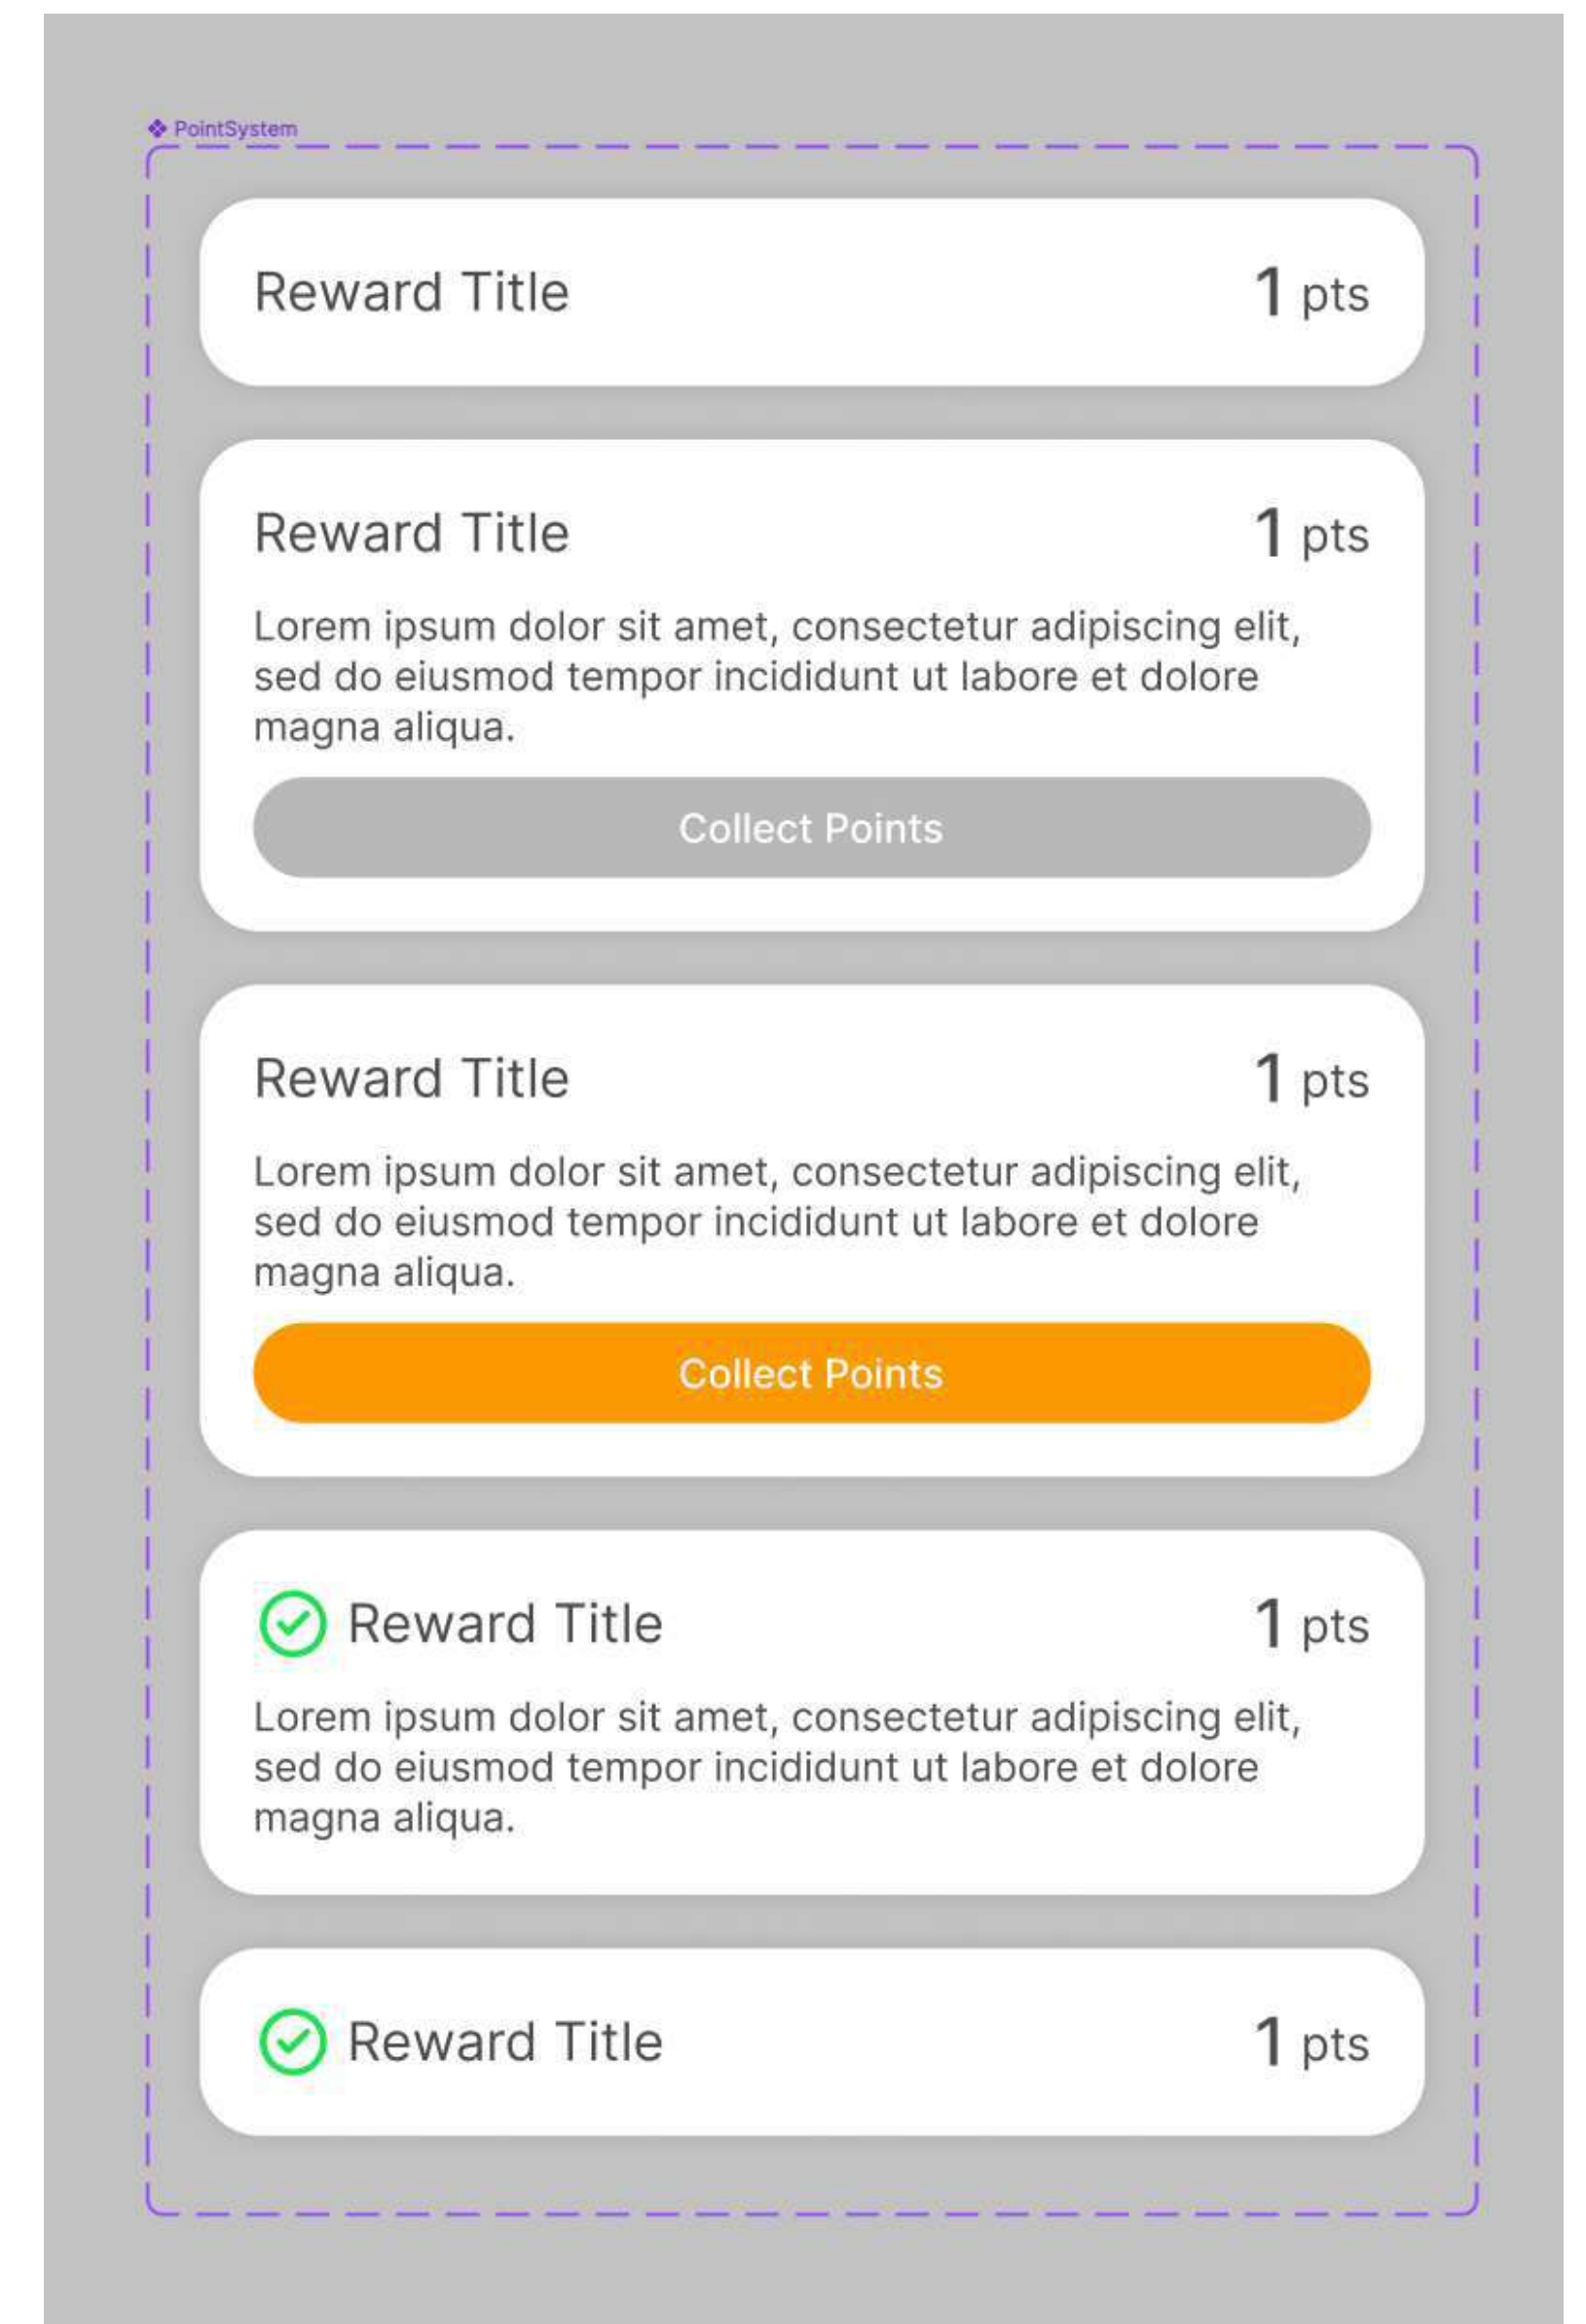 PointSystem
Reward Title 1 pts
Reward Title 1 pts
Lorem ipsum dolor sit amet, consectetur adipiscing elit,
sed do eiusmod tempor incididunt ut labore et dolore
magna aliqua.
Collect Points
Reward Title 1 pts
Lorem ipsum dolor sit amet, consectetur adipiscing elit,
sed do eiusmod tempor incididunt ut labore et dolore
magna aliqua.
Collect Points
Reward Title 1 pts
Lorem ipsum dolor sit amet, consectetur adipiscing elit,
sed do eiusmod tempor incididunt ut labore et dolore
magna aliqua.
Reward Title 1 pts